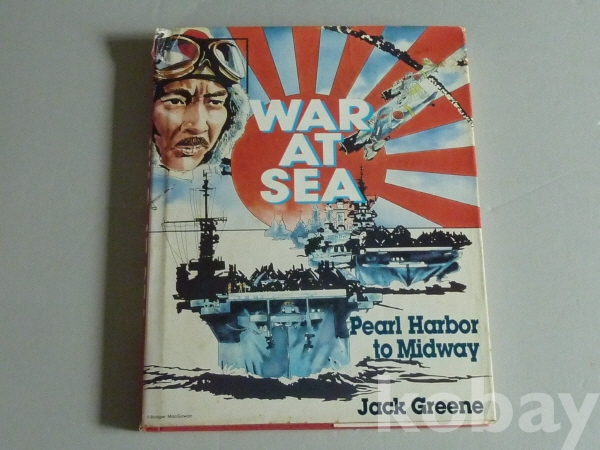 WAR
AT
SEA
Pearl Harbor
to Midway
Jack Greene
kobay